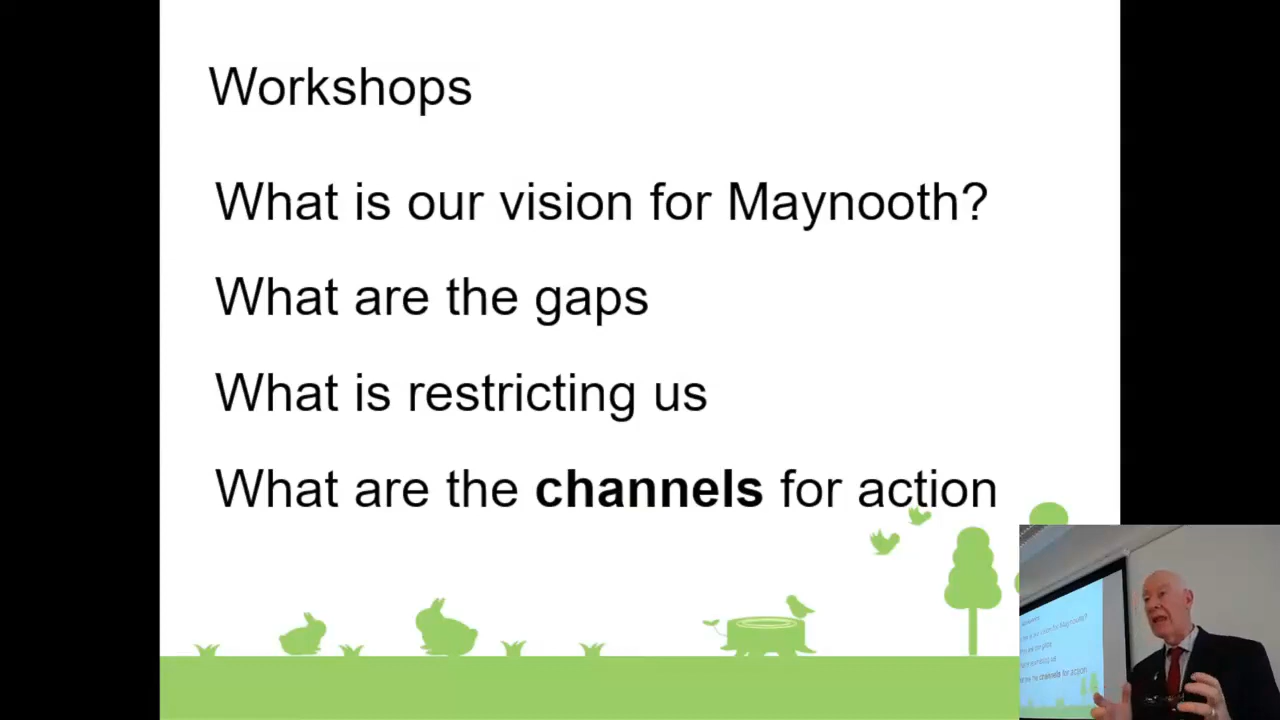 Workshops
What is our vision for Maynooth?
What are the gaps
What is restricting us
What are the channels for action